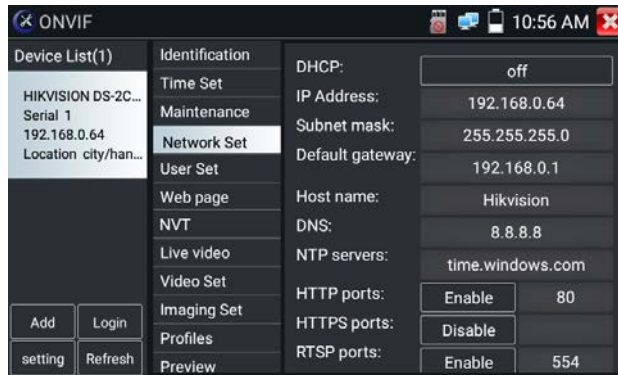 ONVIF
10:56 AM
Device List(1)
HIKVISION DS-2C...
Serial 1
192.168.0.64
Location city/han...
Add
Login
setting
Refresh
Identification
Time Set
Maintenance
Network Set
User Set
Web page
NVT
Live video
Video Set
Imaging Set
Profiles
Preview
DHCP: off
IP Address: 192.168.0.64
Subnet mask: 255.255.255.0
Default gateway: 192.168.0.1
Host name: Hikvision
DNS: 8.8.8.8
NTP servers: time.windows.com
HTTP ports: Enable 80
HTTPS ports: Disable
RTSP ports: Enable 554